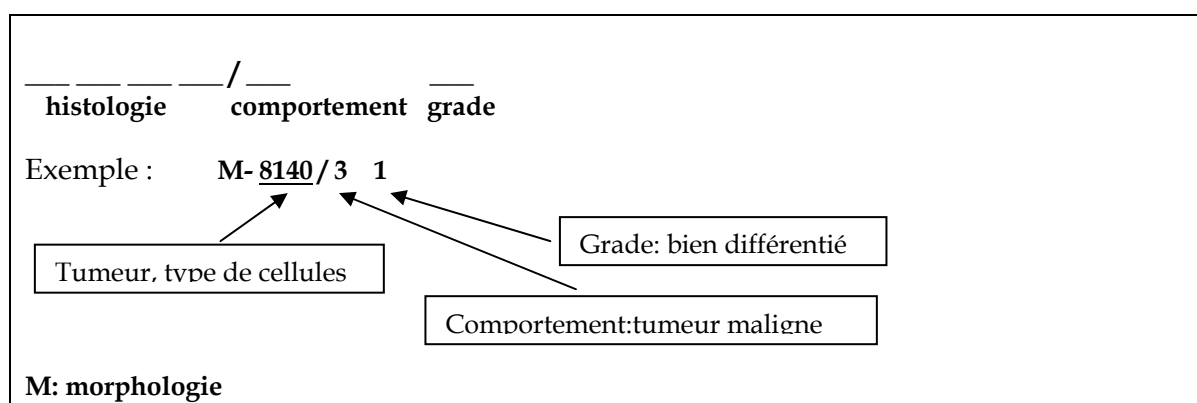 ___ ___ ___ ___ / ___ ___
histologie comportement grade
Exemple : M- 8140 / 3 1
Grade: bien différentié
Tumeur, type de cellules
Comportement:tumeur maligne
M: morphologie